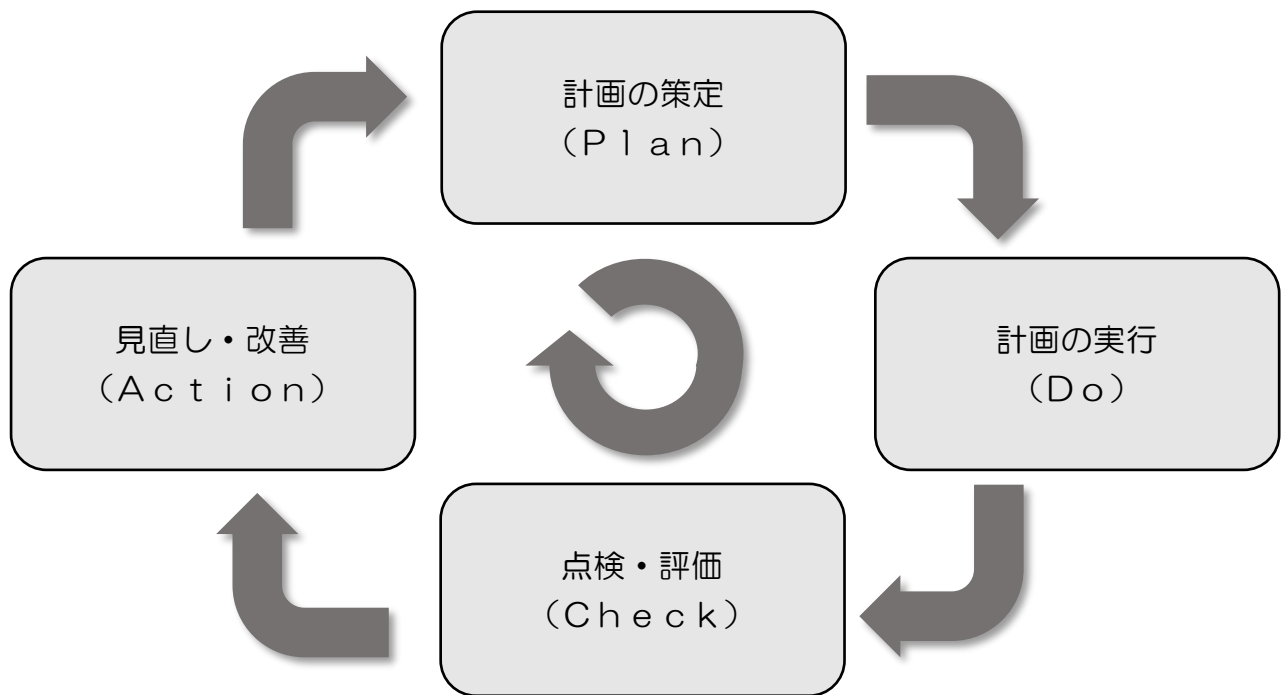 計画の策定
（Ｐｌａｎ）
計画の実行
（Ｄｏ）
点検・評価
（Ｃｈｅｃｋ）
見直し・改善
（Ａｃｔｉｏｎ）